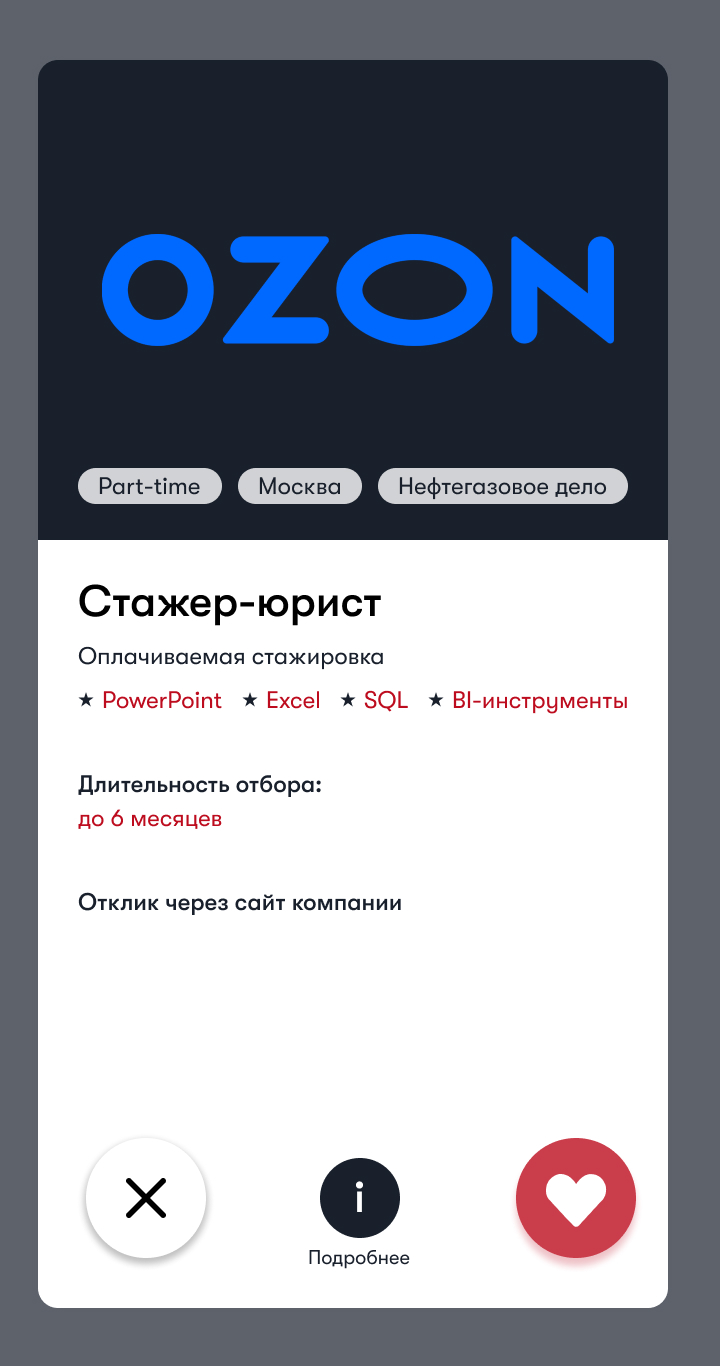 OZON
Part-time Москва Нефтегазовое дело
Стажер-юрист
Оплачиваемая стажировка
★ PowerPoint ★ Excel ★ SQL ★ BI-инструменты
Длительность отбора:
до 6 месяцев
Отклик через сайт компании
i
Подробнее